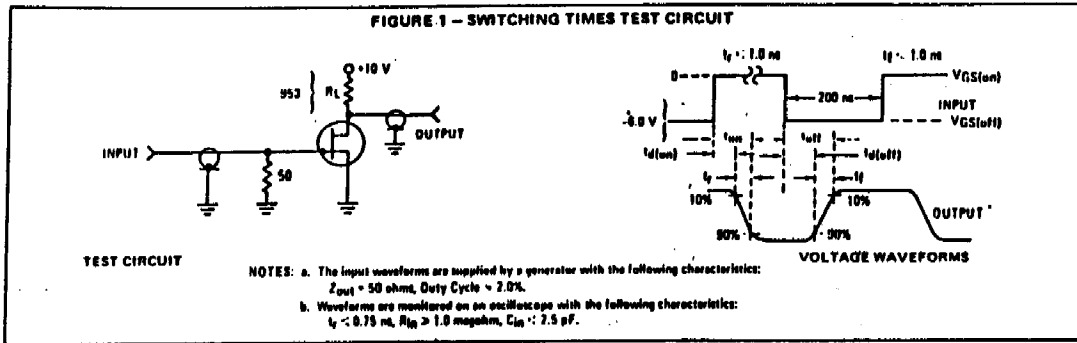 FIGURE 1 – SWITCHING TIMES TEST CIRCUIT
+10 V
953
RL
OUTPUT
INPUT
50
TEST CIRCUIT
tr < 1.0 ns
tf < 1.0 ns
0
VGS(on)
200 ns
INPUT
-6.0 V
VGS(off)
ton
toff
td(on)
td(off)
tr
tf
10%
10%
OUTPUT
90%
90%
VOLTAGE WAVEFORMS
NOTES: a. The input waveforms are supplied by a generator with the following characteristics:
Zout = 50 ohms, Duty Cycle ≈ 2.0%.
b. Waveforms are monitored on an oscilloscope with the following characteristics:
tr < 0.75 ns, Rin > 1.0 megohm, Cin < 2.5 pF.